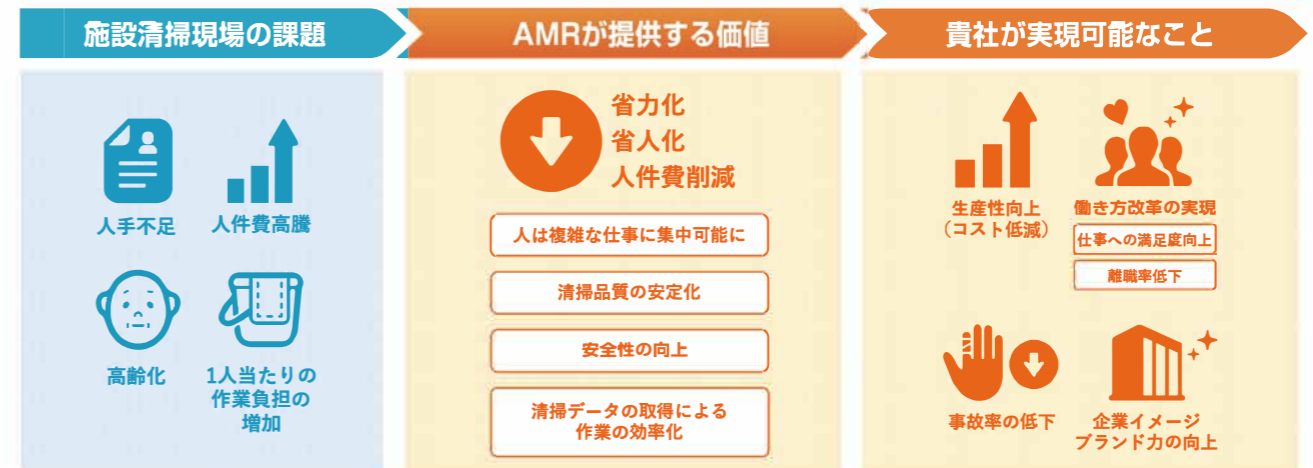 施設清掃現場の課題
人手不足
人件費高騰
高齢化
1人当たりの
作業負担の
増加
AMRが提供する価値
省力化
省人化
人件費削減
人は複雑な仕事に集中可能に
清掃品質の安定化
安全性の向上
清掃データの取得による
作業の効率化
貴社が実現可能なこと
生産性向上
(コスト低減)
働き方改革の実現
仕事への満足度向上
離職率低下
事故率の低下
企業イメージ
ブランド力の向上